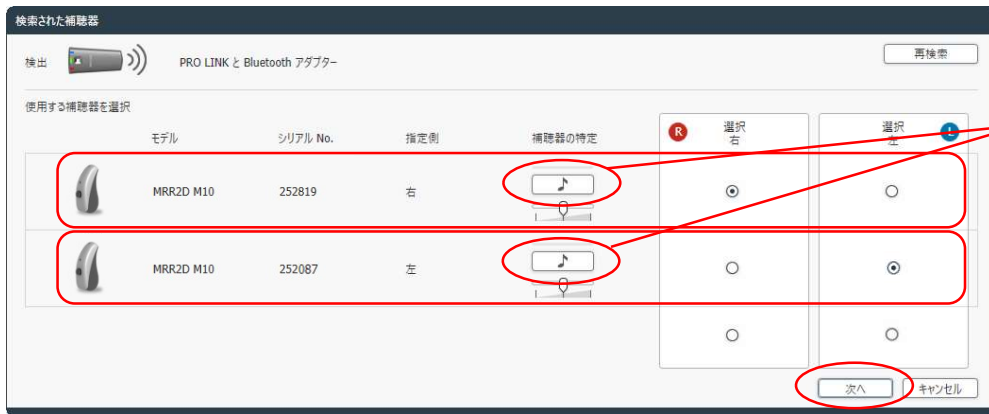 検索された補聴器
検出 PRO LINK と Bluetooth アダプター 再検索
使用する補聴器を選択
モデル シリアル No. 指定側 補聴器の特定 R 選択 右 選択 左 L
MRR2D M10 252819 右
MRR2D M10 252087 左
次へ キャンセル